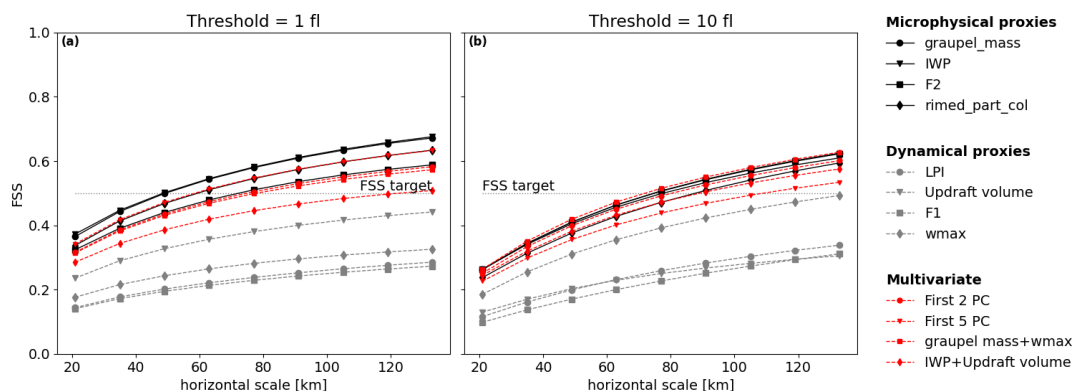 Threshold = 1 fl
(a)
FSS
1.0
0.8
0.6
0.4
0.2
0.0
FSS target
20 40 60 80 100 120
horizontal scale [km]
Threshold = 10 fl
(b)
FSS target
20 40 60 80 100 120
horizontal scale [km]
Microphysical proxies
graupel_mass
IWP
F2
rimed_part_col
Dynamical proxies
LPI
Updraft volume
F1
wmax
Multivariate
First 2 PC
First 5 PC
graupel mass+wmax
IWP+Updraft volume